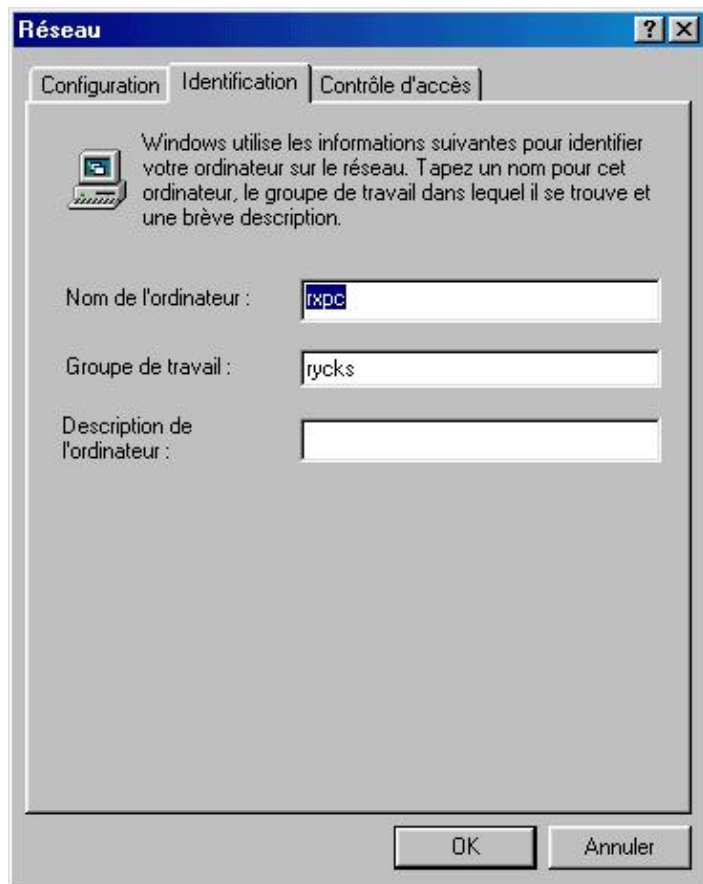 Réseau
Configuration Identification Contrôle d'accès
Windows utilise les informations suivantes pour identifier
votre ordinateur sur le réseau. Tapez un nom pour cet
ordinateur, le groupe de travail dans lequel il se trouve et
une brève description.
Nom de l'ordinateur : rxpc
Groupe de travail : rycks
Description de
l'ordinateur :
OK Annuler